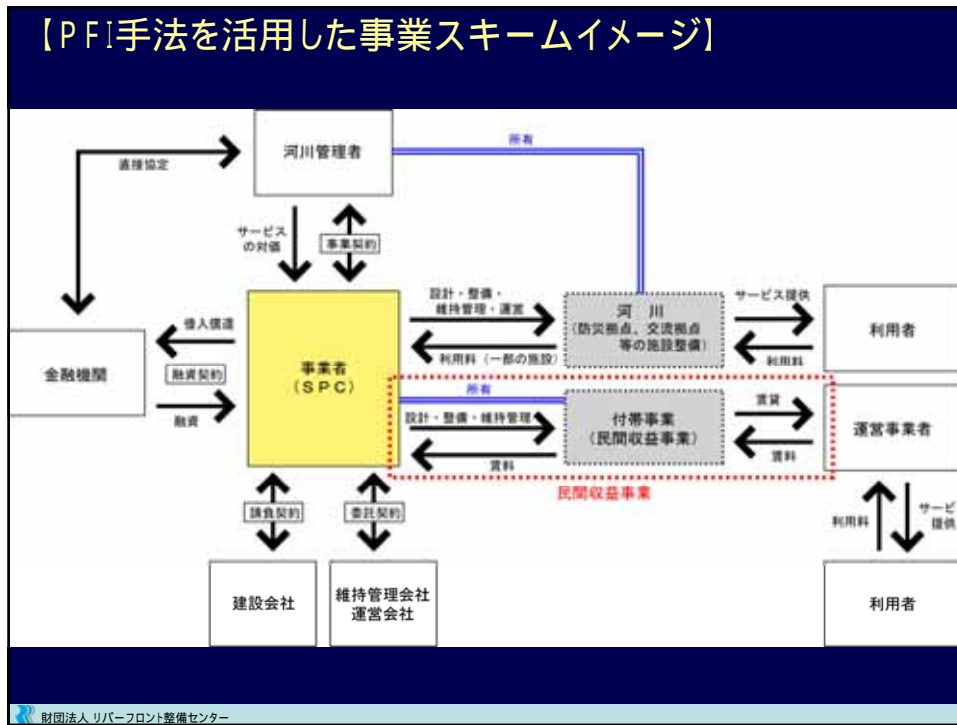 【PFI手法を活用した事業スキームイメージ】
河川管理者
所有
直接協定
サービス
の対価
事業契約
設計・整備・
維持管理・運営
利用料（一部の施設）
河 川
（防災拠点、交流拠点
等の施設整備）
サービス提供
利用料
利用者
金融機関
借入償還
融資契約
融資
事業者
（SPC）
所有
設計・整備・維持管理
賃料
付帯事業
（民間収益事業）
賃貸
賃料
運営事業者
民間収益事業
請負契約
委託契約
利用料
サービ
提供
建設会社
維持管理会社
運営会社
利用者
財団法人 リバーフロント整備センター